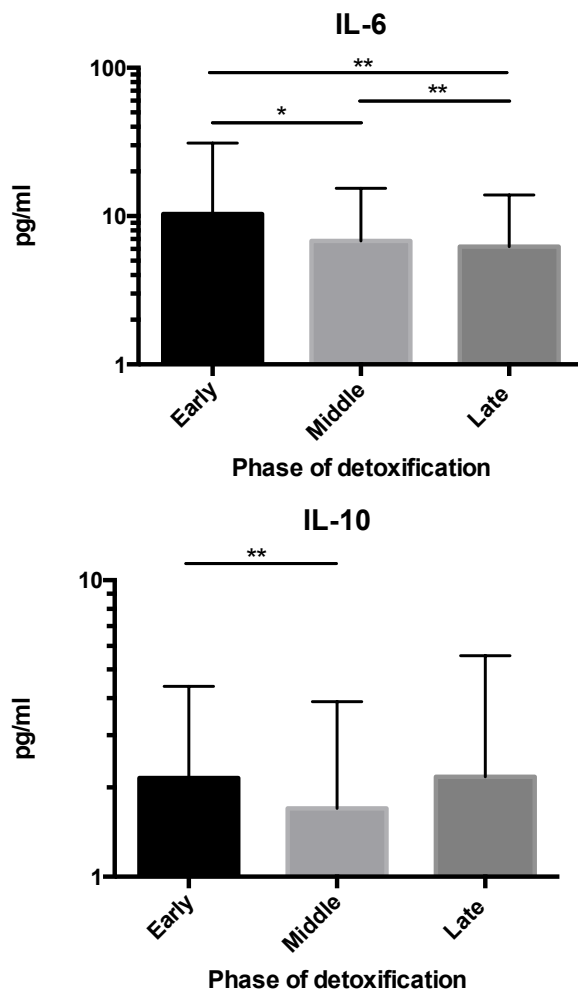 IL-6
100
10
1
pg/ml
**
**
*
Early
Middle
Late
Phase of detoxification
IL-10
10
1
pg/ml
**
Early
Middle
Late
Phase of detoxification